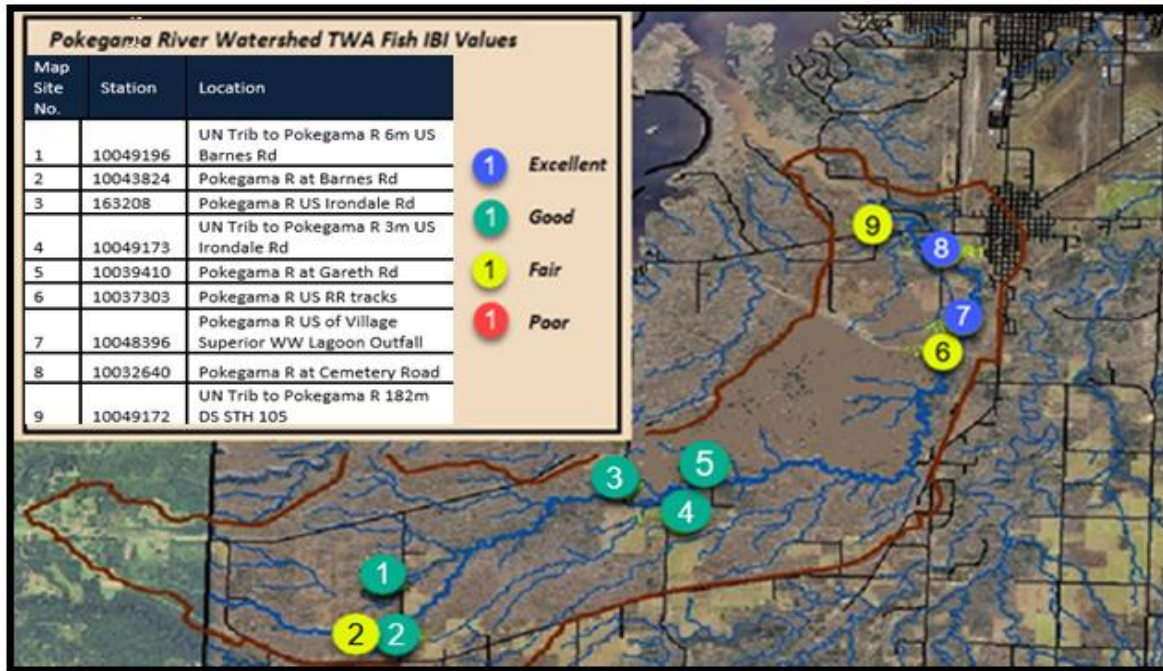 Pokegama River Watershed TWA Fish IBI Values
Map
Site
No.
Station
Location
1
10049196
UN Trib to Pokegama R 6m US
Barnes Rd
2
10043824
Pokegama R at Barnes Rd
3
163208
Pokegama R US Irondale Rd
4
10049173
UN Trib to Pokegama R 3m US
Irondale Rd
5
10039410
Pokegama R at Gareth Rd
6
10037303
Pokegama R US RR tracks
7
10048396
Pokegama R US of Village
Superior WW Lagoon Outfall
8
10032640
Pokegama R at Cemetery Road
9
10049172
UN Trib to Pokegama R 182m
DS STH 105
1 Excellent
1 Good
1 Fair
1 Poor
9
8
7
6
5
3
4
1
2
2